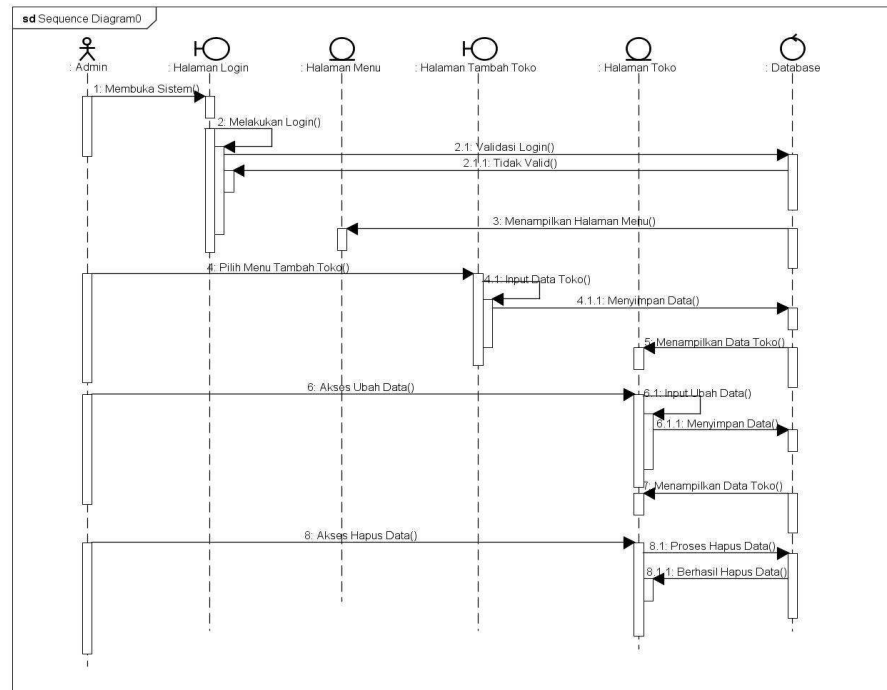 sd Sequence Diagram0
: Admin
: Halaman Login
: Halaman Menu
: Halaman Tambah Toko
: Halaman Toko
: Database
1: Membuka Sistem()
2: Melakukan Login()
2.1: Validasi Login()
2.1.1: Tidak Valid()
3: Menampilkan Halaman Menu()
4: Pilih Menu Tambah Toko()
4.1: Input Data Toko()
4.1.1: Menyimpan Data()
5: Menampilkan Data Toko()
6: Akses Ubah Data()
6.1: Input Ubah Data()
6.1.1: Menyimpan Data()
7: Menampilkan Data Toko()
8: Akses Hapus Data()
8.1: Proses Hapus Data()
8.1.1: Berhasil Hapus Data()